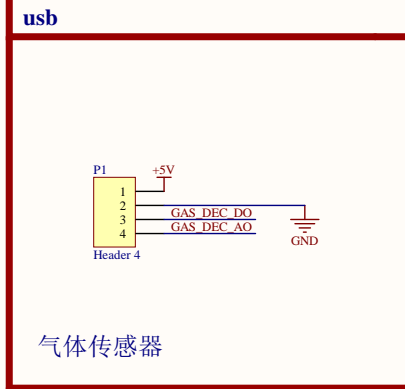 usb
P1
+5V
1
2
3
4
GAS_DEC_DO
GAS_DEC_AO
GND
Header 4
气体传感器